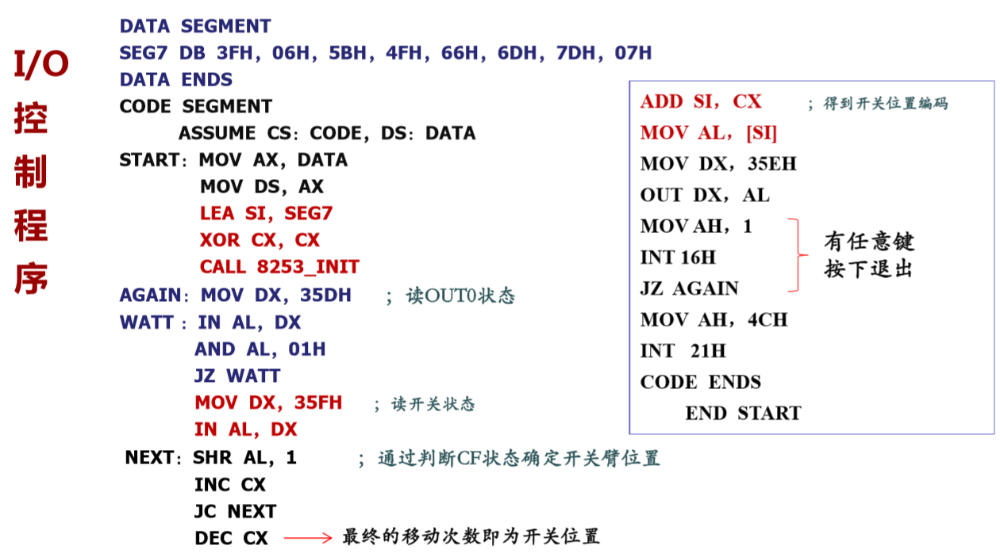 I/O
控
制
程
序
DATA SEGMENT
SEG7 DB 3FH, 06H, 5BH, 4FH, 66H, 6DH, 7DH, 07H
DATA ENDS
CODE SEGMENT
ASSUME CS: CODE, DS: DATA
START: MOV AX, DATA
MOV DS, AX
LEA SI, SEG7
XOR CX, CX
CALL 8253_INIT
AGAIN: MOV DX, 35DH ; 读OUT0状态
WATT : IN AL, DX
AND AL, 01H
JZ WATT
MOV DX, 35FH ; 读开关状态
IN AL, DX
NEXT: SHR AL, 1 ; 通过判断CF状态确定开关臂位置
INC CX
JC NEXT
DEC CX 最终的移动次数即为开关位置
ADD SI, CX ; 得到开关位置编码
MOV AL, [SI]
MOV DX, 35EH
OUT DX, AL
MOV AH, 1
INT 16H
JZ AGAIN
有任意键
按下退出
MOV AH, 4CH
INT 21H
CODE ENDS
END START